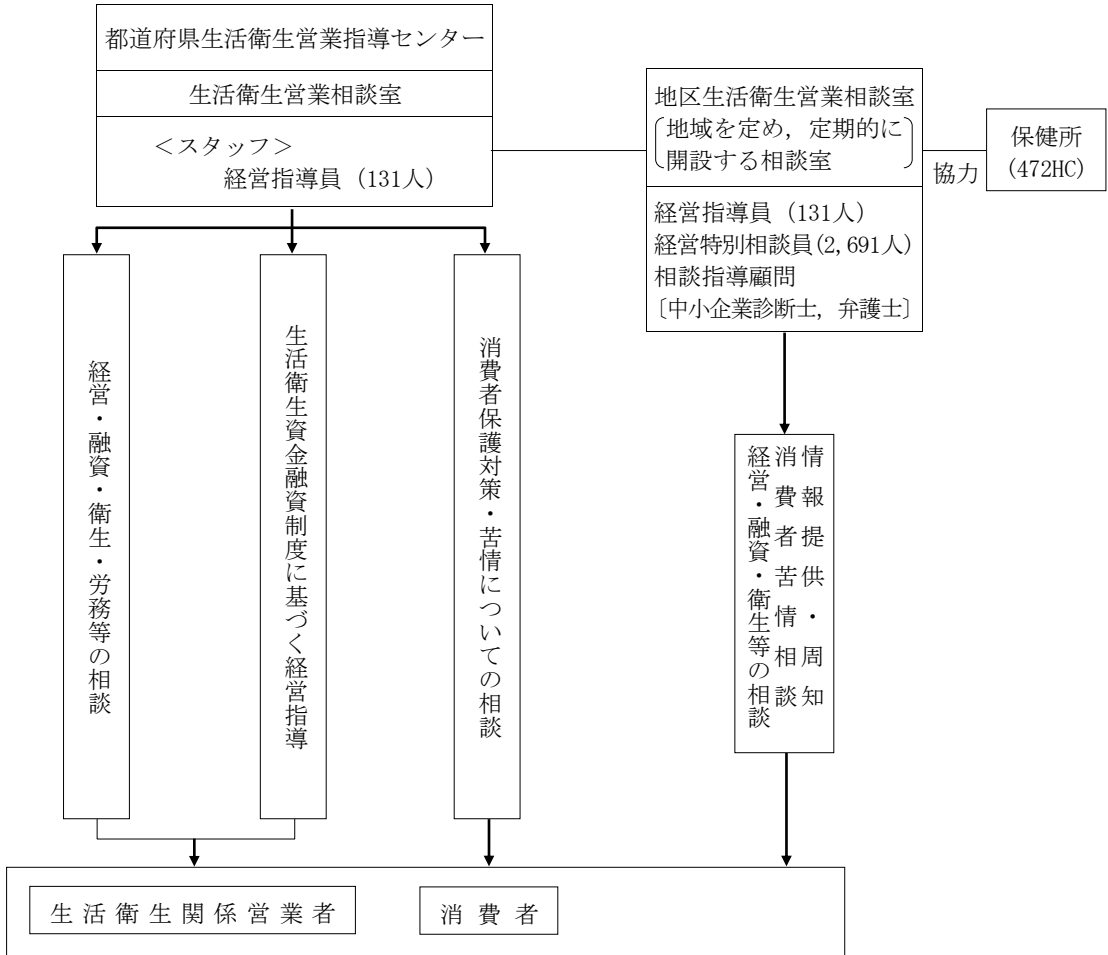 都道府県生活衛生営業指導センター
生活衛生営業相談室
＜スタッフ＞
経営指導員（131人）
地区生活衛生営業相談室
〔地域を定め，定期的に
開設する相談室〕
協力
保健所
(472HC)
経営指導員（131人）
経営特別相談員(2,691人)
相談指導顧問
〔中小企業診断士，弁護士〕
経営・融資・衛生・労務等の相談
生活衛生資金融資制度に基づく経営指導
消費者保護対策・苦情についての相談
情報提供・周知
消費者苦情相談
経営・融資・衛生等の相談
生活衛生関係営業者
消費者